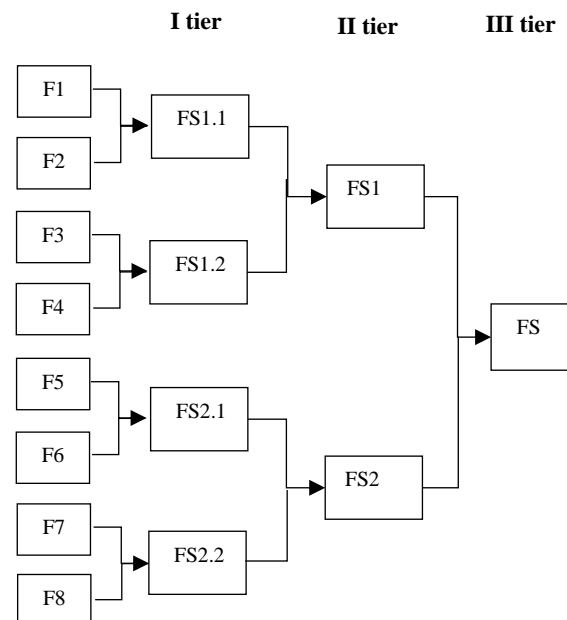 I tier
II tier
III tier
F1
F2
F3
F4
F5
F6
F7
F8
FS1.1
FS1.2
FS2.1
FS2.2
FS1
FS2
FS